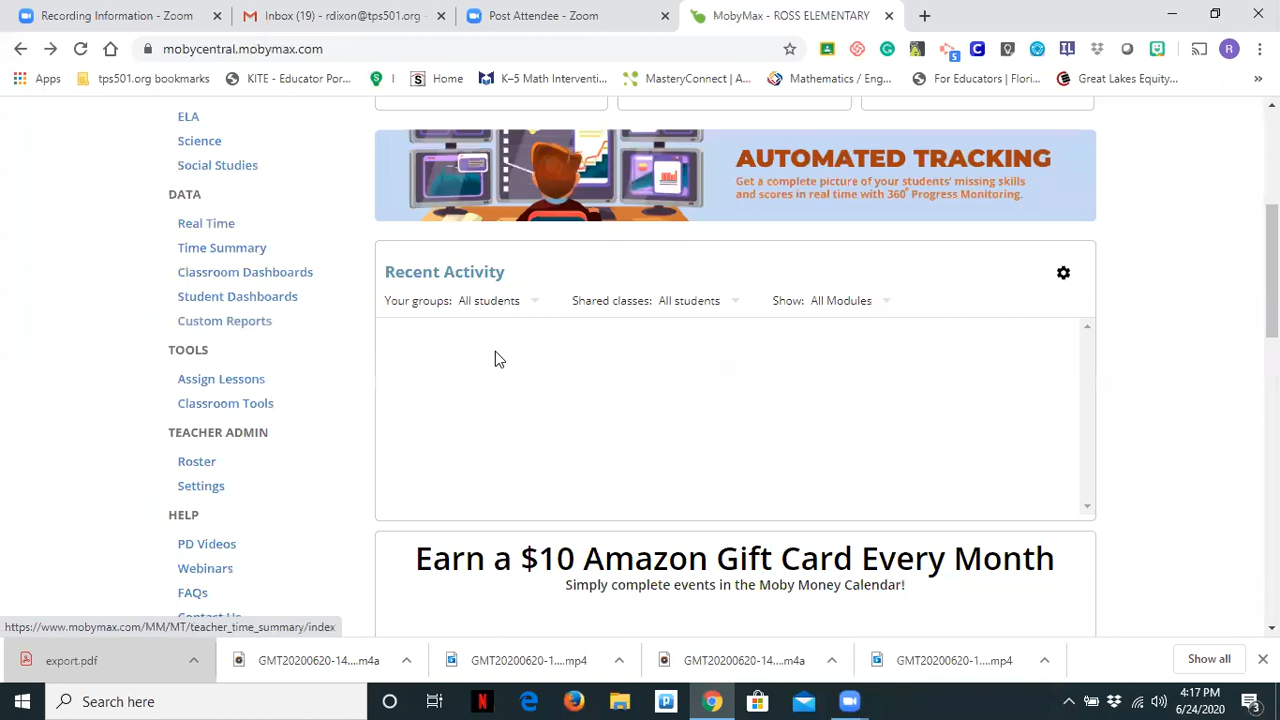 Recording Information - Zoom
Inbox (19) - rdixon@tps501.org
Post Attendee - Zoom
MobyMax - ROSS ELEMENTARY
mobycentral.mobymax.com
R
Apps
tps501.org bookmarks
KITE - Educator Por...
I
Home
K–5 Math Interventi...
MasteryConnect | A...
Mathematics / Eng...
For Educators | Flori...
Great Lakes Equity...
»
ELA
Science
Social Studies
DATA
Real Time
Time Summary
Classroom Dashboards
Student Dashboards
Custom Reports
TOOLS
Assign Lessons
Classroom Tools
TEACHER ADMIN
Roster
Settings
HELP
PD Videos
Webinars
FAQs
Contact Us
AUTOMATED TRACKING
Get a complete picture of your students' missing skills
and scores in real time with 360° Progress Monitoring.
Recent Activity
Your groups: All students Shared classes: All students Show: All Modules
Earn a $10 Amazon Gift Card Every Month
Simply complete events in the Moby Money Calendar!
https://www.mobymax.com/MM/MT/teacher_time_summary/index
export.pdf
GMT20200620-14....m4a
GMT20200620-1....mp4
GMT20200620-14....m4a
GMT20200620-1....mp4
Show all
Search here
4:17 PM
6/24/2020
3